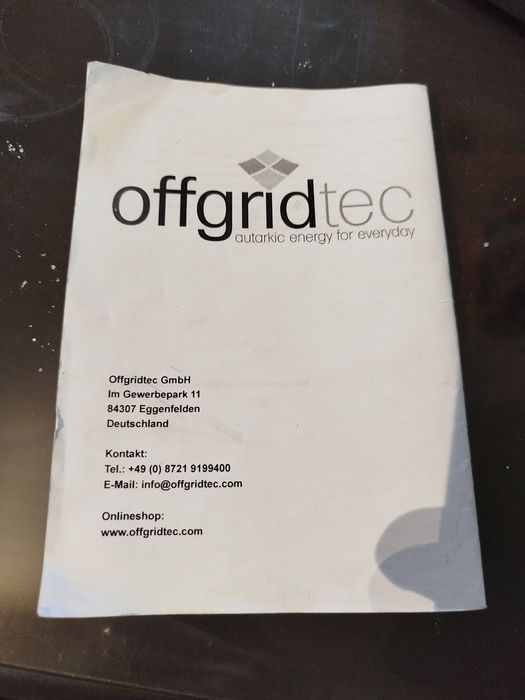 offgridtec
autarkic energy for everyday
Offgridtec GmbH
Im Gewerbepark 11
84307 Eggenfelden
Deutschland
Kontakt:
Tel.: +49 (0) 8721 9199400
E-Mail: info@offgridtec.com
Onlineshop:
www.offgridtec.com